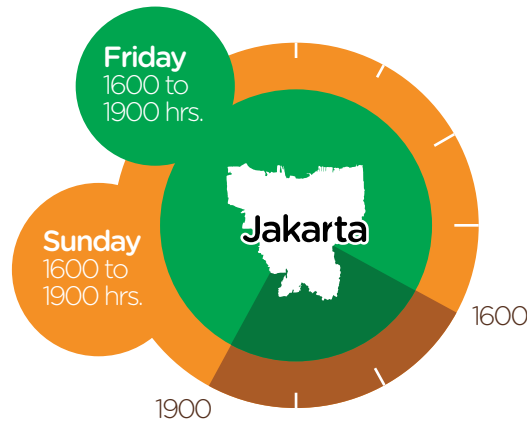 Friday
1600 to
1900 hrs.
Jakarta
Sunday
1600 to
1900 hrs.
1600
1900